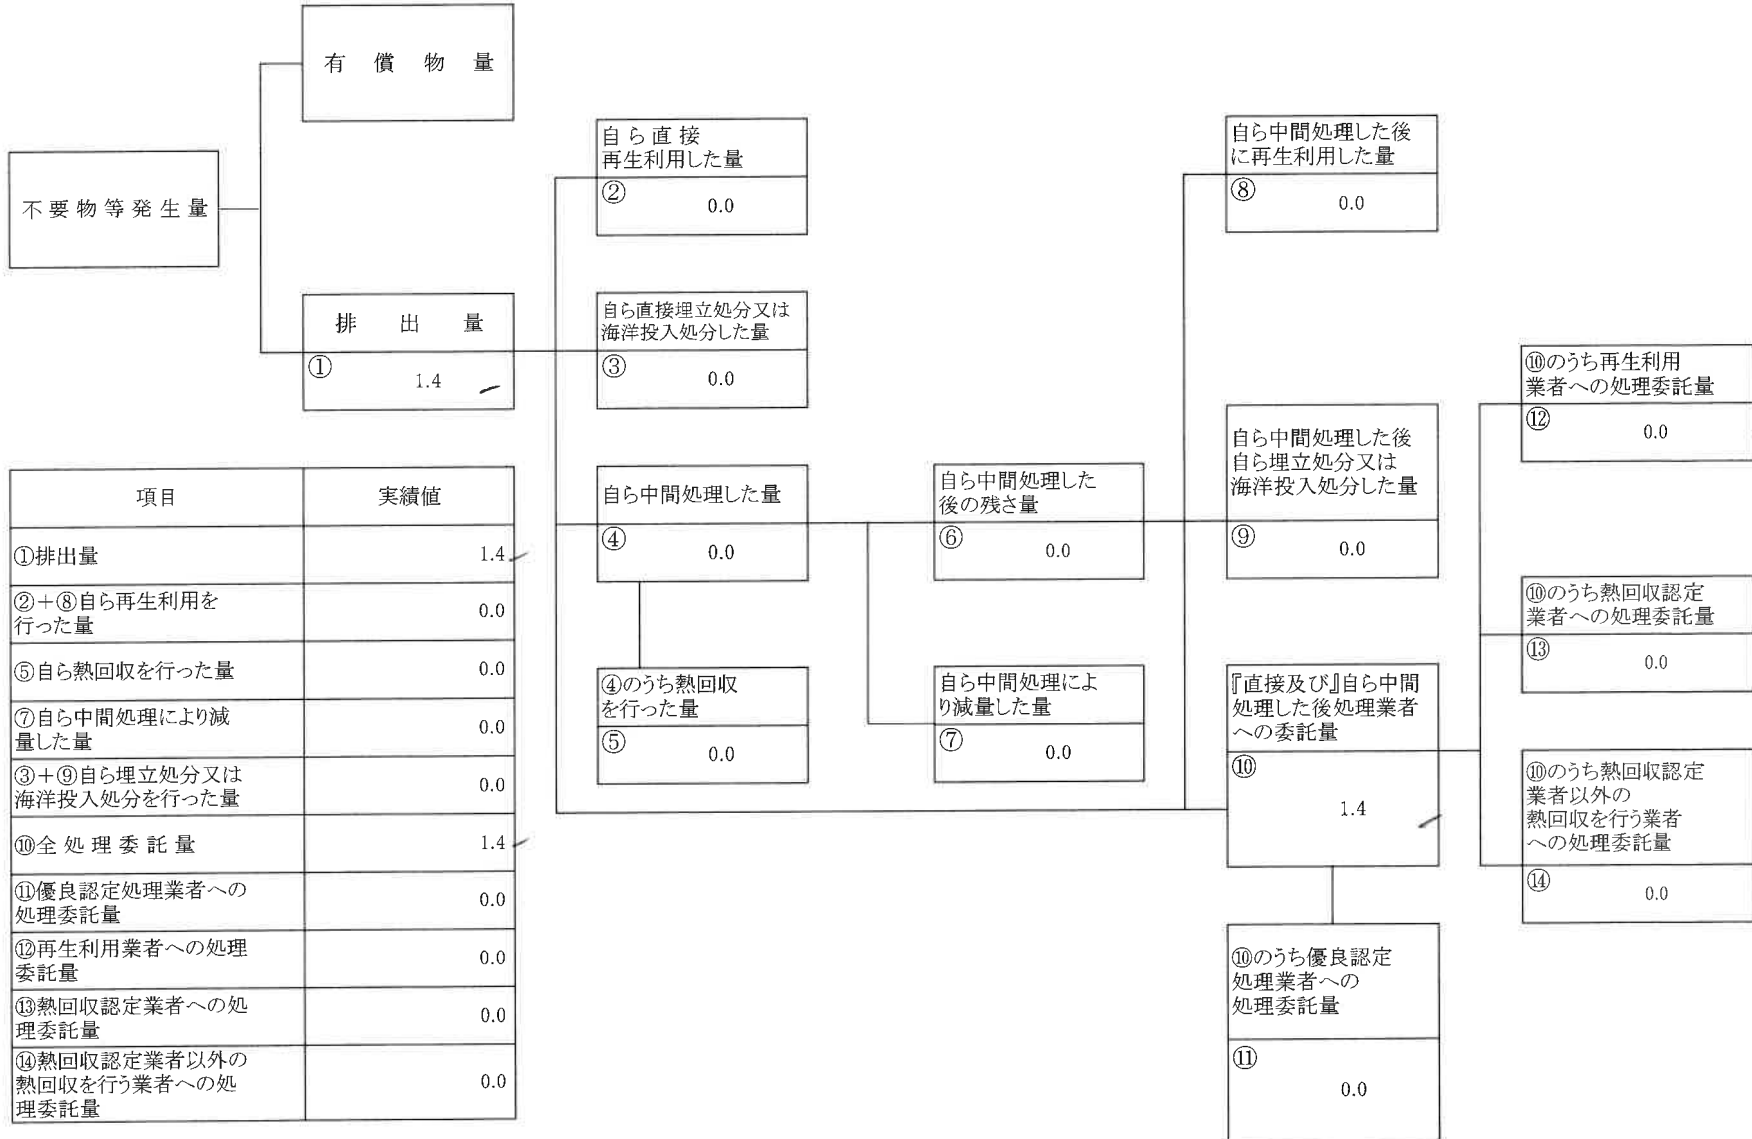 有償物量
不要物等発生量
排出量
①
1.4
自ら直接
再生利用した量
②
0.0
自ら直接埋立処分又は
海洋投入処分した量
③
0.0
自ら中間処理した量
④
0.0
④のうち熱回収
を行った量
⑤
0.0
自ら中間処理した
後の残さ量
⑥
0.0
自ら中間処理によ
り減量した量
⑦
0.0
自ら中間処理した後
に再生利用した量
⑧
0.0
自ら中間処理した後
自ら埋立処分又は
海洋投入処分した量
⑨
0.0
『直接及び』自ら中間
処理した後処理業者
への委託量
⑩
1.4
⑩のうち優良認定
処理業者への
処理委託量
⑪
0.0
⑩のうち再生利用
業者への処理委託量
⑫
0.0
⑩のうち熱回収認定
業者への処理委託量
⑬
0.0
⑩のうち熱回収認定
業者以外の
熱回収を行う業者
への処理委託量
⑭
0.0
項目 実績値
①排出量 1.4
②+⑧自ら再生利用を
行った量 0.0
⑤自ら熱回収を行った量 0.0
⑦自ら中間処理により減
量した量 0.0
③+⑨自ら埋立処分又は
海洋投入処分を行った量 0.0
⑩全処理委託量 1.4
⑪優良認定処理業者への
処理委託量 0.0
⑫再生利用業者への処理
委託量 0.0
⑬熱回収認定業者への処
理委託量 0.0
⑭熱回収認定業者以外の
熱回収を行う業者への処
理委託量 0.0